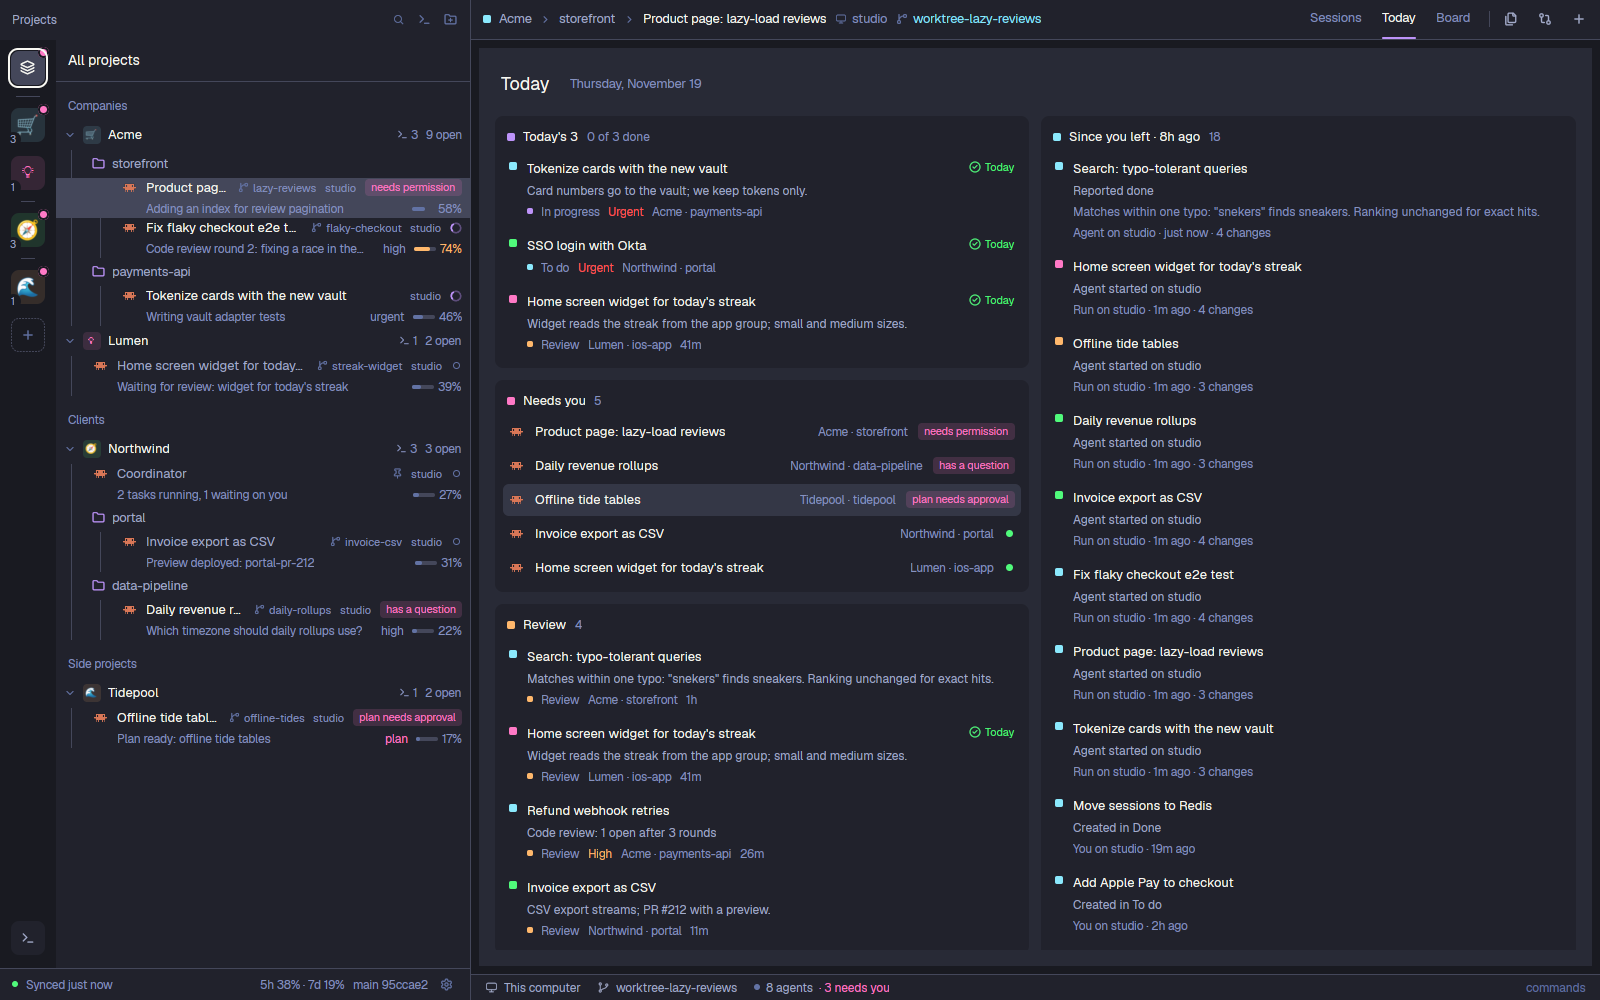 Projects
All projects
Companies
Acme 3 9 open
storefront
Product pag... lazy-reviews studio needs permission
Adding an index for review pagination 58%
Fix flaky checkout e2e t... flaky-checkout studio
Code review round 2: fixing a race in the... high 74%
payments-api
Tokenize cards with the new vault studio
Writing vault adapter tests urgent 46%
Lumen 1 2 open
Home screen widget for today... streak-widget studio
Waiting for review: widget for today's streak 39%
Clients
Northwind 3 3 open
Coordinator studio
2 tasks running, 1 waiting on you 27%
portal
Invoice export as CSV invoice-csv studio
Preview deployed: portal-pr-212 31%
data-pipeline
Daily revenue r... daily-rollups studio has a question
Which timezone should daily rollups use? high 22%
Side projects
Tidepool 1 2 open
Offline tide tabl... offline-tides studio plan needs approval
Plan ready: offline tide tables plan 17%
3
1
3
1
Synced just now 5h 38% · 7d 19% main 95ccae2
Acme › storefront › Product page: lazy-load reviews studio worktree-lazy-reviews
Sessions Today Board
Today Thursday, November 19
Today's 3 0 of 3 done
Tokenize cards with the new vault Today
Card numbers go to the vault; we keep tokens only.
In progress Urgent Acme · payments-api
SSO login with Okta Today
To do Urgent Northwind · portal
Home screen widget for today's streak Today
Widget reads the streak from the app group; small and medium sizes.
Review Lumen · ios-app 41m
Needs you 5
Product page: lazy-load reviews Acme · storefront needs permission
Daily revenue rollups Northwind · data-pipeline has a question
Offline tide tables Tidepool · tidepool plan needs approval
Invoice export as CSV Northwind · portal
Home screen widget for today's streak Lumen · ios-app
Review 4
Search: typo-tolerant queries
Matches within one typo: "snekers" finds sneakers. Ranking unchanged for exact hits.
Review Acme · storefront 1h
Home screen widget for today's streak Today
Widget reads the streak from the app group; small and medium sizes.
Review Lumen · ios-app 41m
Refund webhook retries
Code review: 1 open after 3 rounds
Review High Acme · payments-api 26m
Invoice export as CSV
CSV export streams; PR #212 with a preview.
Review Northwind · portal 11m
Since you left · 8h ago 18
Search: typo-tolerant queries
Reported done
Matches within one typo: "snekers" finds sneakers. Ranking unchanged for exact hits.
Agent on studio · just now · 4 changes
Home screen widget for today's streak
Agent started on studio
Run on studio · 1m ago · 4 changes
Offline tide tables
Agent started on studio
Run on studio · 1m ago · 3 changes
Daily revenue rollups
Agent started on studio
Run on studio · 1m ago · 3 changes
Invoice export as CSV
Agent started on studio
Run on studio · 1m ago · 4 changes
Fix flaky checkout e2e test
Agent started on studio
Run on studio · 1m ago · 4 changes
Product page: lazy-load reviews
Agent started on studio
Run on studio · 1m ago · 3 changes
Tokenize cards with the new vault
Agent started on studio
Run on studio · 1m ago · 3 changes
Move sessions to Redis
Created in Done
You on studio · 19m ago
Add Apple Pay to checkout
Created in To do
You on studio · 2h ago
This computer worktree-lazy-reviews 8 agents · 3 needs you commands